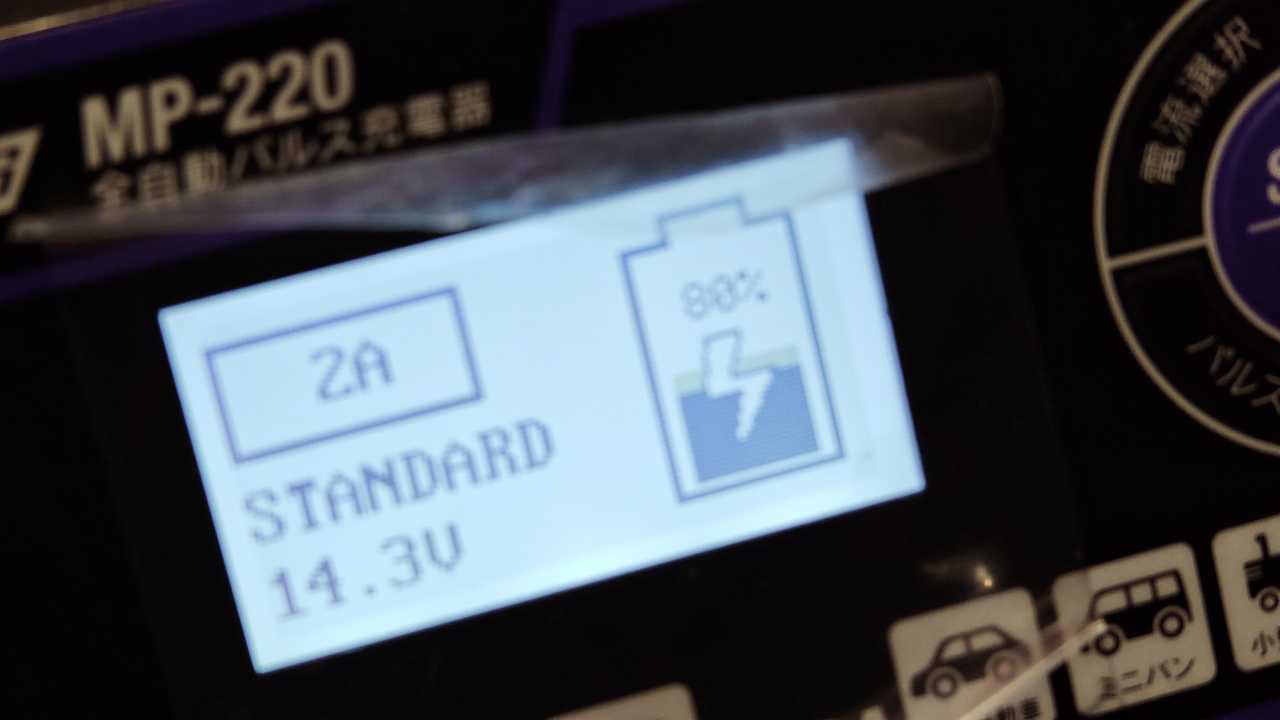 MP-220
全自動パルス充電器
2A
80%
STANDARD
14.3V
電流選択
パルス
ミニバン